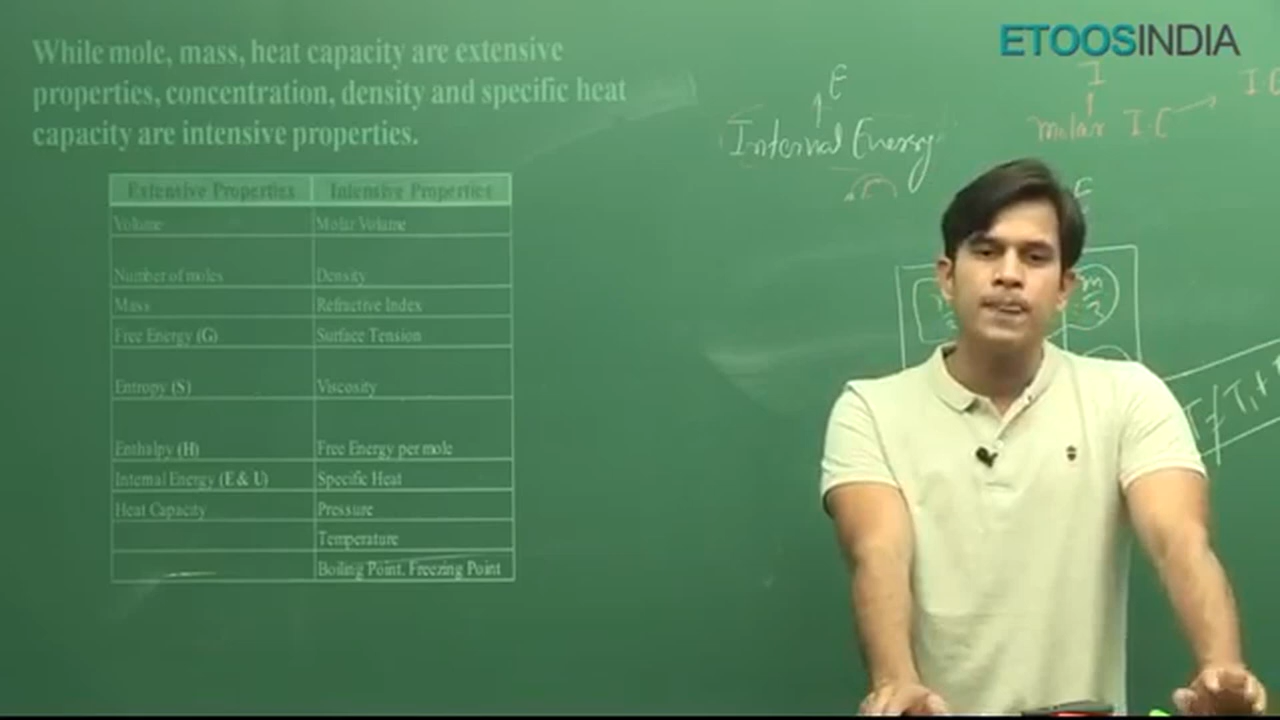 ETOOSINDIA
While mole, mass, heat capacity are extensive
properties, concentration, density and specific heat
capacity are intensive properties.
Extensive Properties Intensive Properties
Volume Molar Volume
Number of moles Density
Mass Refractive Index
Free Energy (G) Surface Tension
Entropy (S) Viscosity
Enthalpy (H) Free Energy per mole
Internal Energy (E & U) Specific Heat
Heat Capacity Pressure
Temperature
Boiling Point, Freezing Point
E
Internal Energy
I
Molar I.E